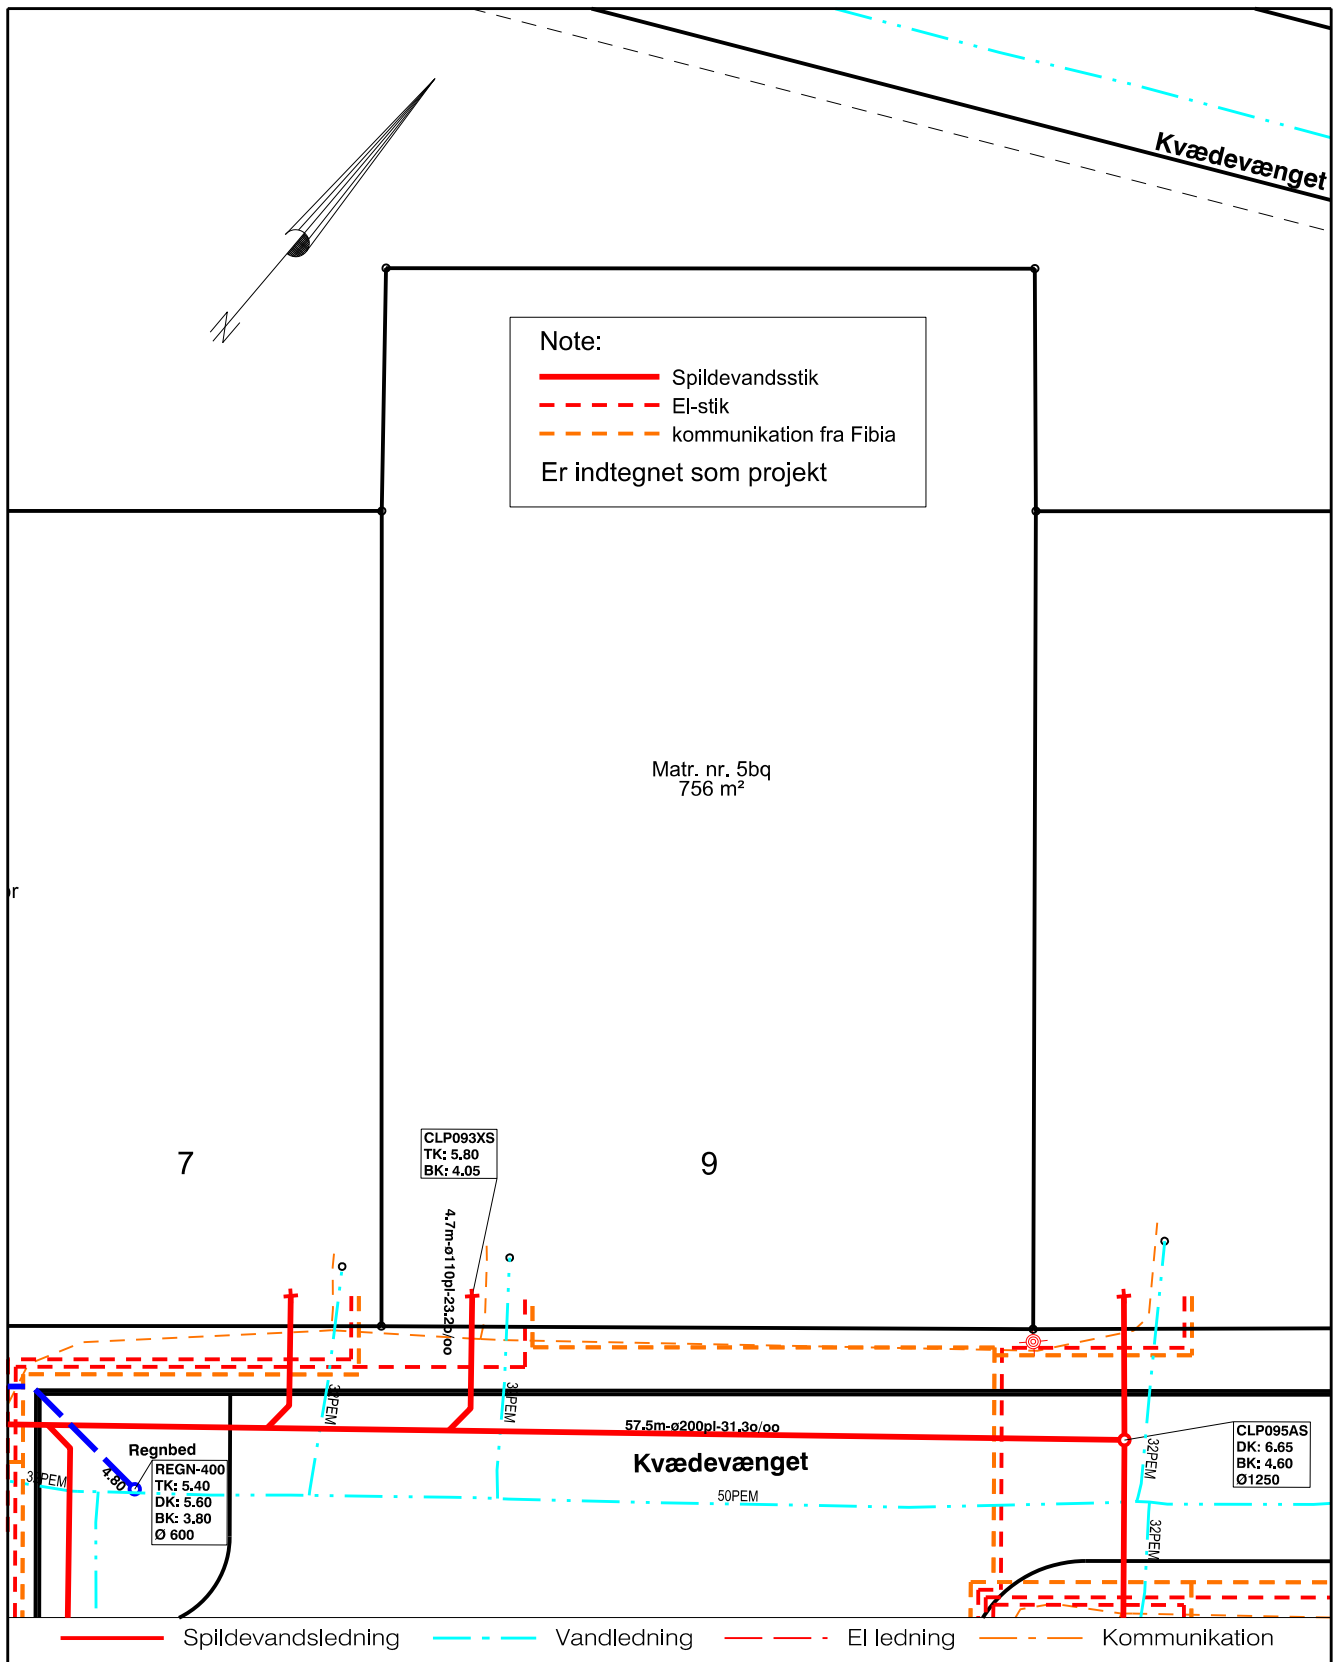 Kvædevænget
N
Note:
Spildevandsstik
El-stik
kommunikation fra Fibia
Er indtegnet som projekt
Matr. nr. 5bq
756 m²
7
9
CLP093XS
TK: 5.80
BK: 4.05
4.7m-ø110pl-23.2o/oo
32PEM
57.5m-ø200pl-31.3o/oo
Kvædevænget
50PEM
CLP095AS
DK: 6.65
BK: 4.60
Ø1250
32PEM
32PEM
Regnbed
4.80
REGN-400
TK: 5.40
DK: 5.60
BK: 3.80
Ø 600
32PEM
32PEM
Spildevandsledning
Vandledning
El ledning
Kommunikation